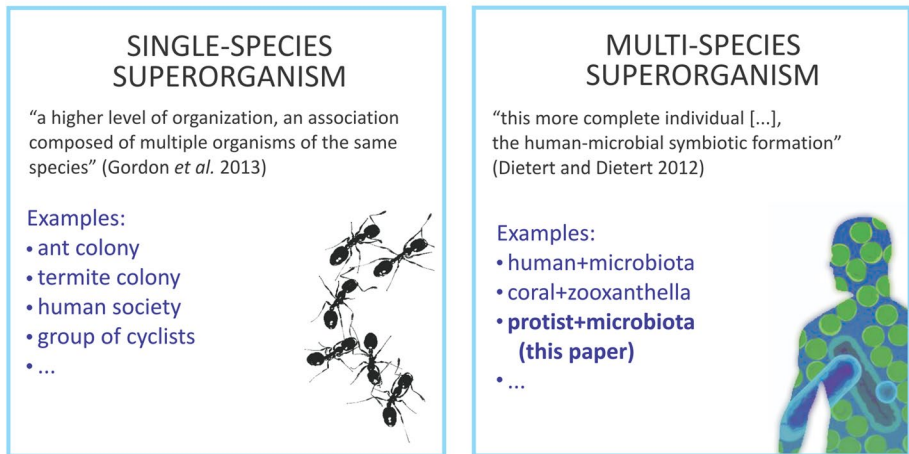 SINGLE-SPECIES
SUPERORGANISM
“a higher level of organization, an association
composed of multiple organisms of the same
species” (Gordon et al. 2013)
Examples:
• ant colony
• termite colony
• human society
• group of cyclists
• ...
MULTI-SPECIES
SUPERORGANISM
“this more complete individual [...],
the human-microbial symbiotic formation”
(Dietert and Dietert 2012)
Examples:
• human+microbiota
• coral+zooxanthella
• protist+microbiota
(this paper)
• ...